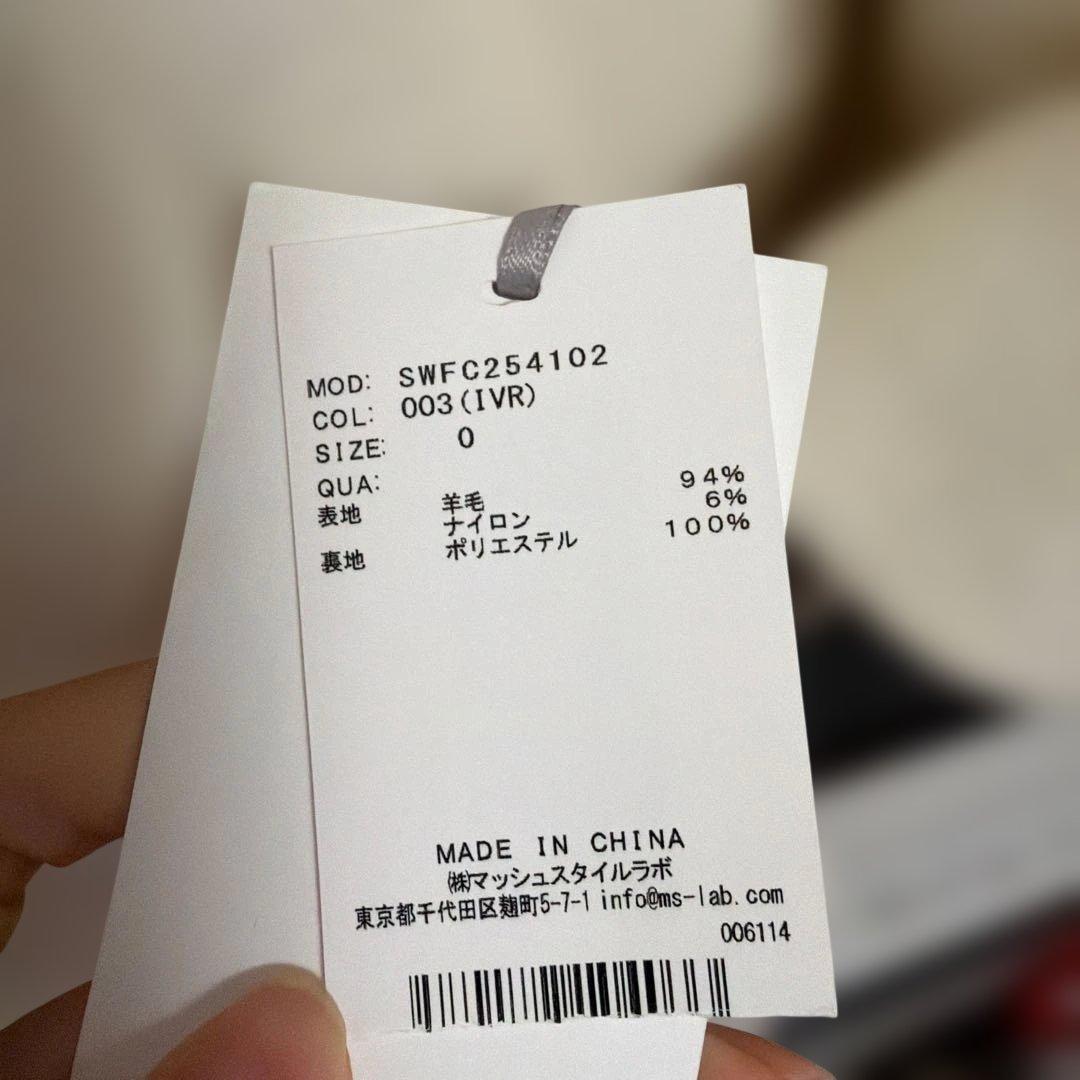 MOD: SWFC254102
COL: 003(IVR)
SIZE: 0
QUA:
表地 羊毛 94%
ナイロン 6%
裏地 ポリエステル 100%
MADE IN CHINA
㈱マッシュスタイルラボ
東京都千代田区麹町5-7-1 info@ms-lab.com
006114